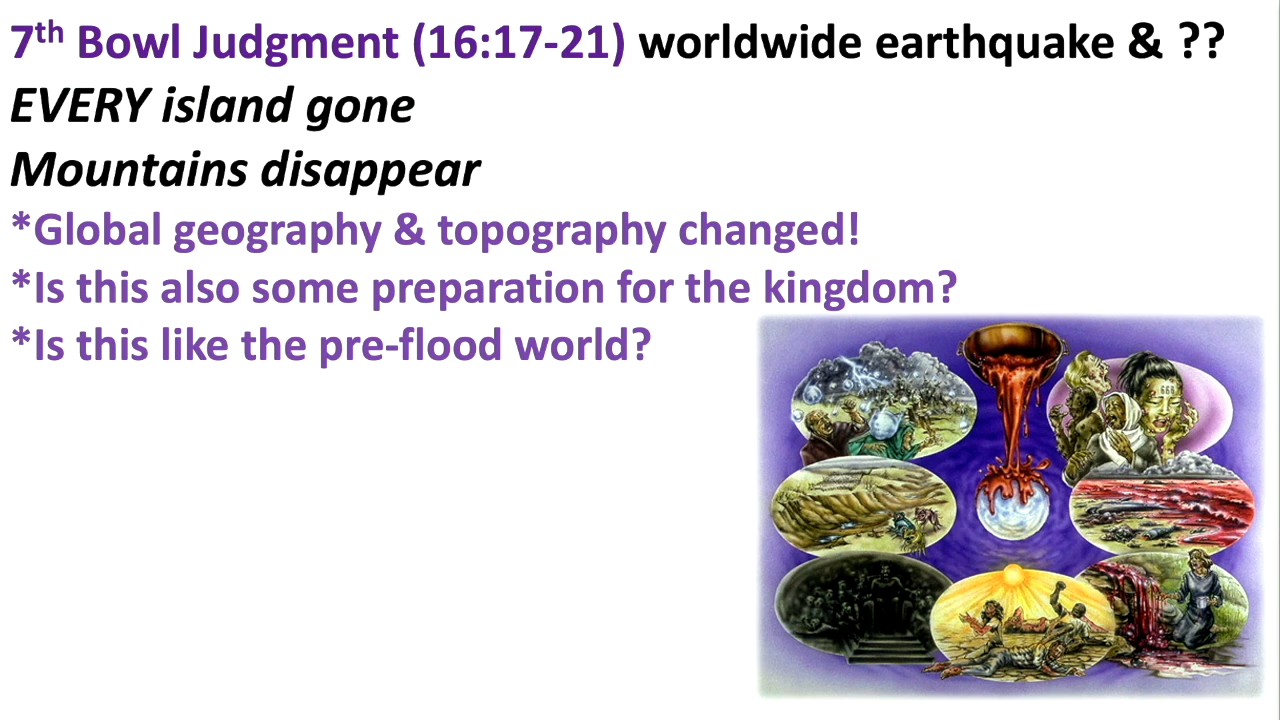 7th Bowl Judgment (16:17-21) worldwide earthquake & ??
EVERY island gone
Mountains disappear
*Global geography & topography changed!
*Is this also some preparation for the kingdom?
*Is this like the pre-flood world?
666